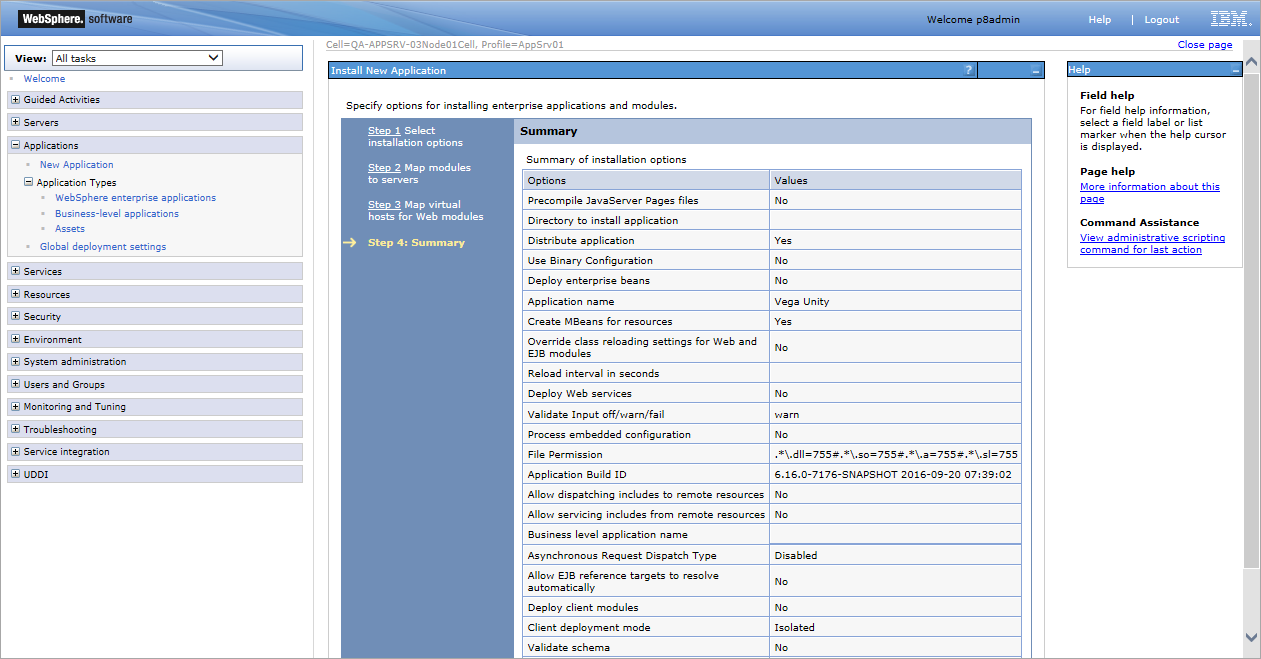 WebSphere. software
Welcome p8admin
Help | Logout
IBM.
View: All tasks
Welcome
Guided Activities
Servers
Applications
New Application
Application Types
WebSphere enterprise applications
Business-level applications
Assets
Global deployment settings
Services
Resources
Security
Environment
System administration
Users and Groups
Monitoring and Tuning
Troubleshooting
Service integration
UDDI
Cell=QA-APPSRV-03Node01Cell, Profile=AppSrv01
Close page
Install New Application ?
Specify options for installing enterprise applications and modules.
Step 1 Select
installation options
Step 2 Map modules
to servers
Step 3 Map virtual
hosts for Web modules
Step 4: Summary
Summary
Summary of installation options
Options Values
Precompile JavaServer Pages files No
Directory to install application
Distribute application Yes
Use Binary Configuration No
Deploy enterprise beans No
Application name Vega Unity
Create MBeans for resources Yes
Override class reloading settings for Web and
EJB modules No
Reload interval in seconds
Deploy Web services No
Validate Input off/warn/fail warn
Process embedded configuration No
File Permission .*\.dll=755#.*\.so=755#.*\.a=755#.*\.sl=755
Application Build ID 6.16.0-7176-SNAPSHOT 2016-09-20 07:39:02
Allow dispatching includes to remote resources No
Allow servicing includes from remote resources No
Business level application name
Asynchronous Request Dispatch Type Disabled
Allow EJB reference targets to resolve
automatically No
Deploy client modules No
Client deployment mode Isolated
Validate schema No
Help
Field help
For field help information,
select a field label or list
marker when the help cursor
is displayed.
Page help
More information about this
page
Command Assistance
View administrative scripting
command for last action